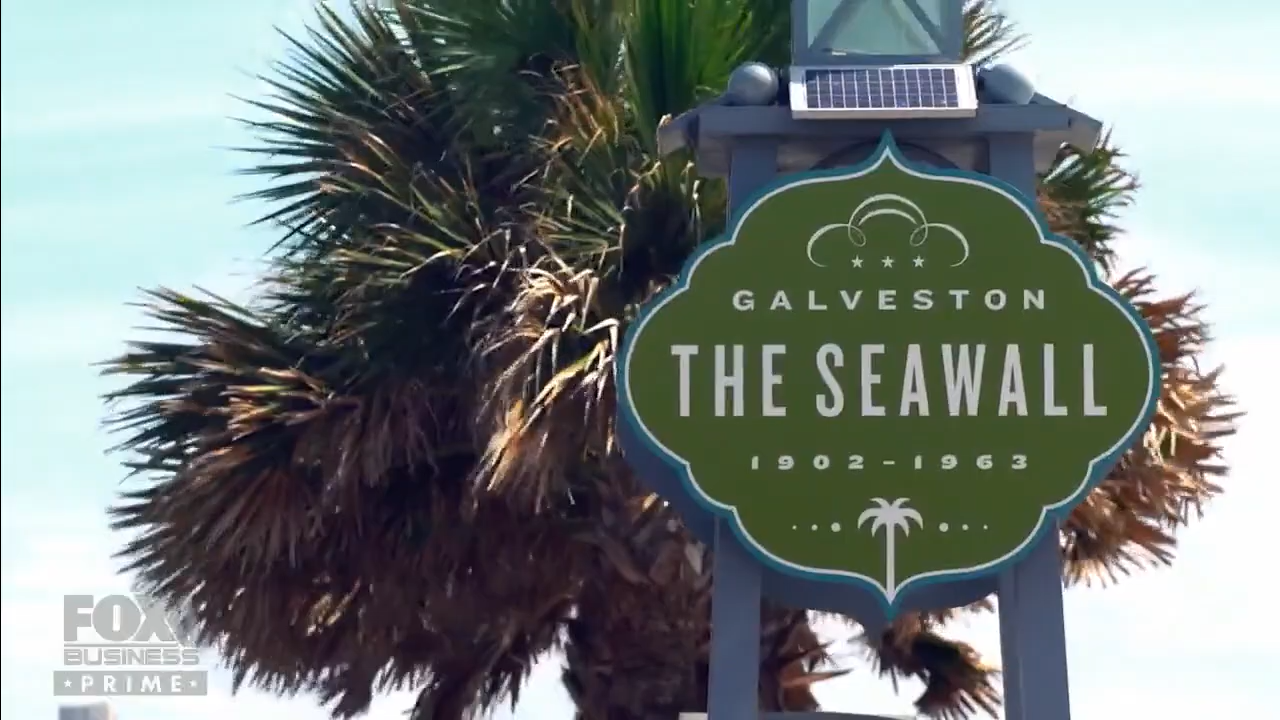 GALVESTON
THE SEAWALL
1902-1963
FOX
BUSINESS
PRIME